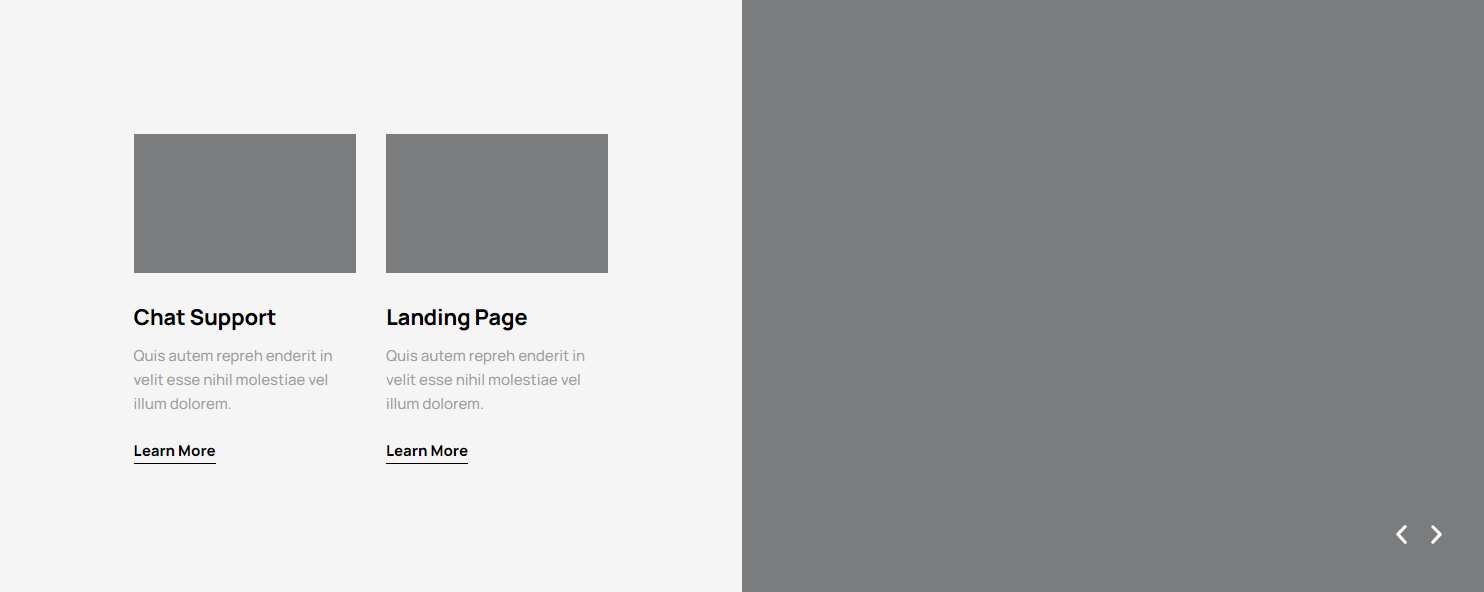 Chat Support
Quis autem repreh enderit in
velit esse nihil molestiae vel
illum dolorem.
Learn More
Landing Page
Quis autem repreh enderit in
velit esse nihil molestiae vel
illum dolorem.
Learn More